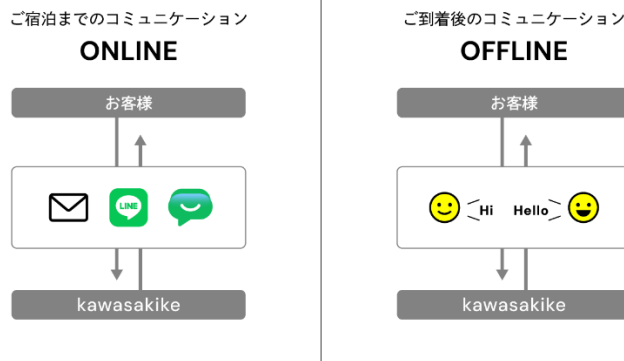 ご宿泊までのコミュニケーション
ONLINE
お客様
LINE
kawasakike
ご到着後のコミュニケーション
OFFLINE
お客様
Hi Hello
kawasakike